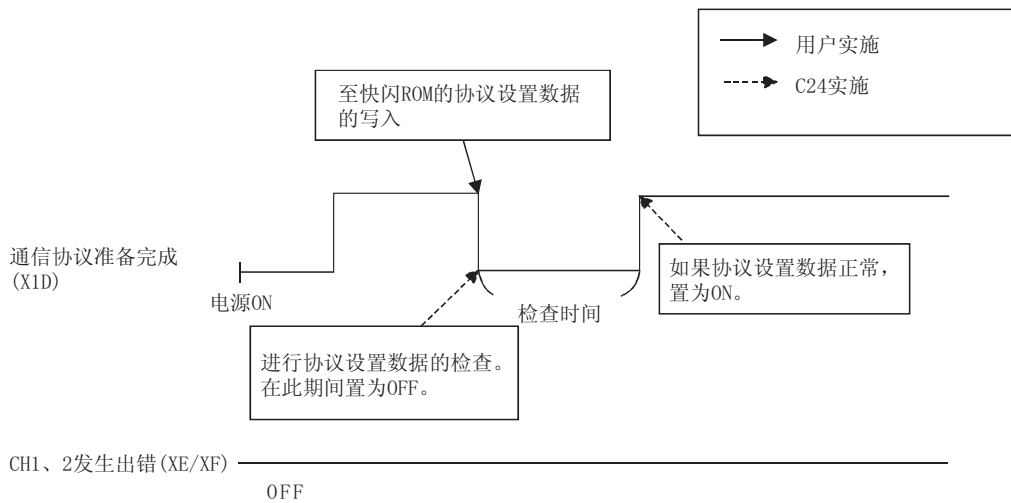 用户实施
C24实施
至快闪ROM的协议设置数据
的写入
通信协议准备完成
(X1D)
电源ON
如果协议设置数据正常，
置为ON。
检查时间
进行协议设置数据的检查。
在此期间置为OFF。
CH1、2发生出错(XE/XF)
OFF